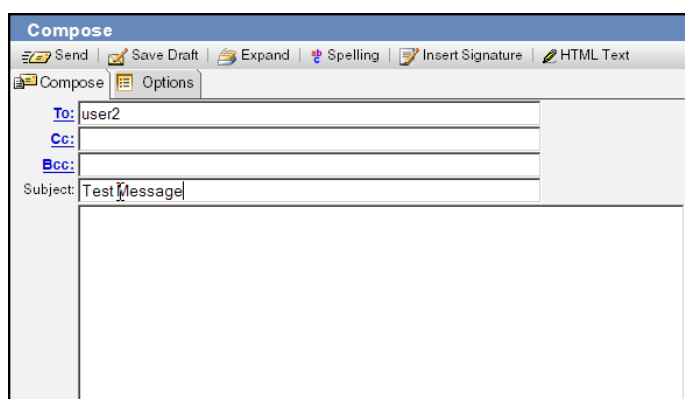 Compose
Send | Save Draft | Expand | Spelling | Insert Signature | HTML Text
Compose Options
To: user2
Cc:
Bcc:
Subject: Test Message